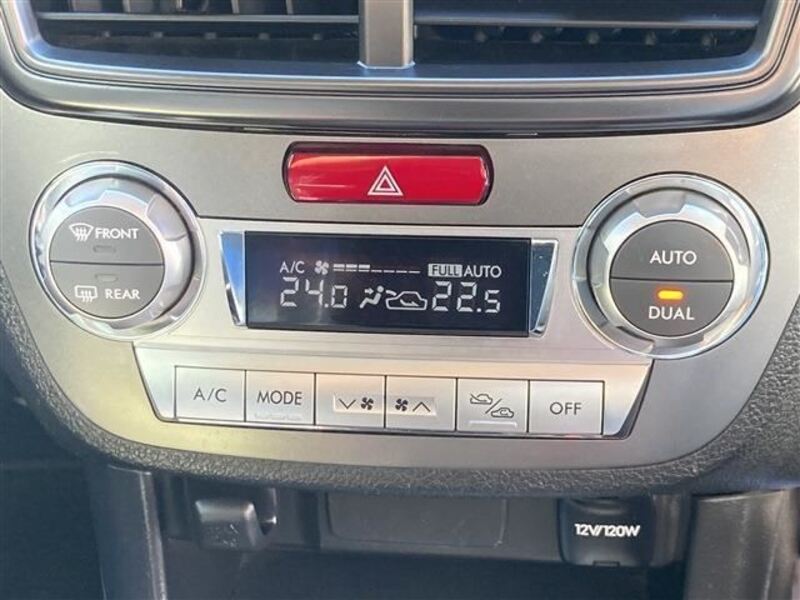 FRONT
REAR
A/C FULL AUTO
24.0 22.5
AUTO
DUAL
A/C MODE OFF
12V/120W